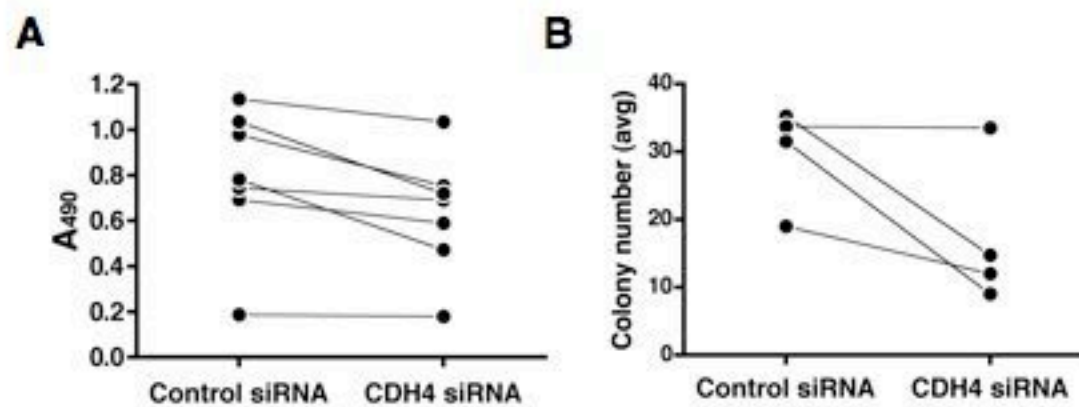 A
B
A490
1.2
1.0
0.8
0.6
0.4
0.2
0.0
Control siRNA
CDH4 siRNA
Colony number (avg)
40
30
20
10
0
Control siRNA
CDH4 siRNA